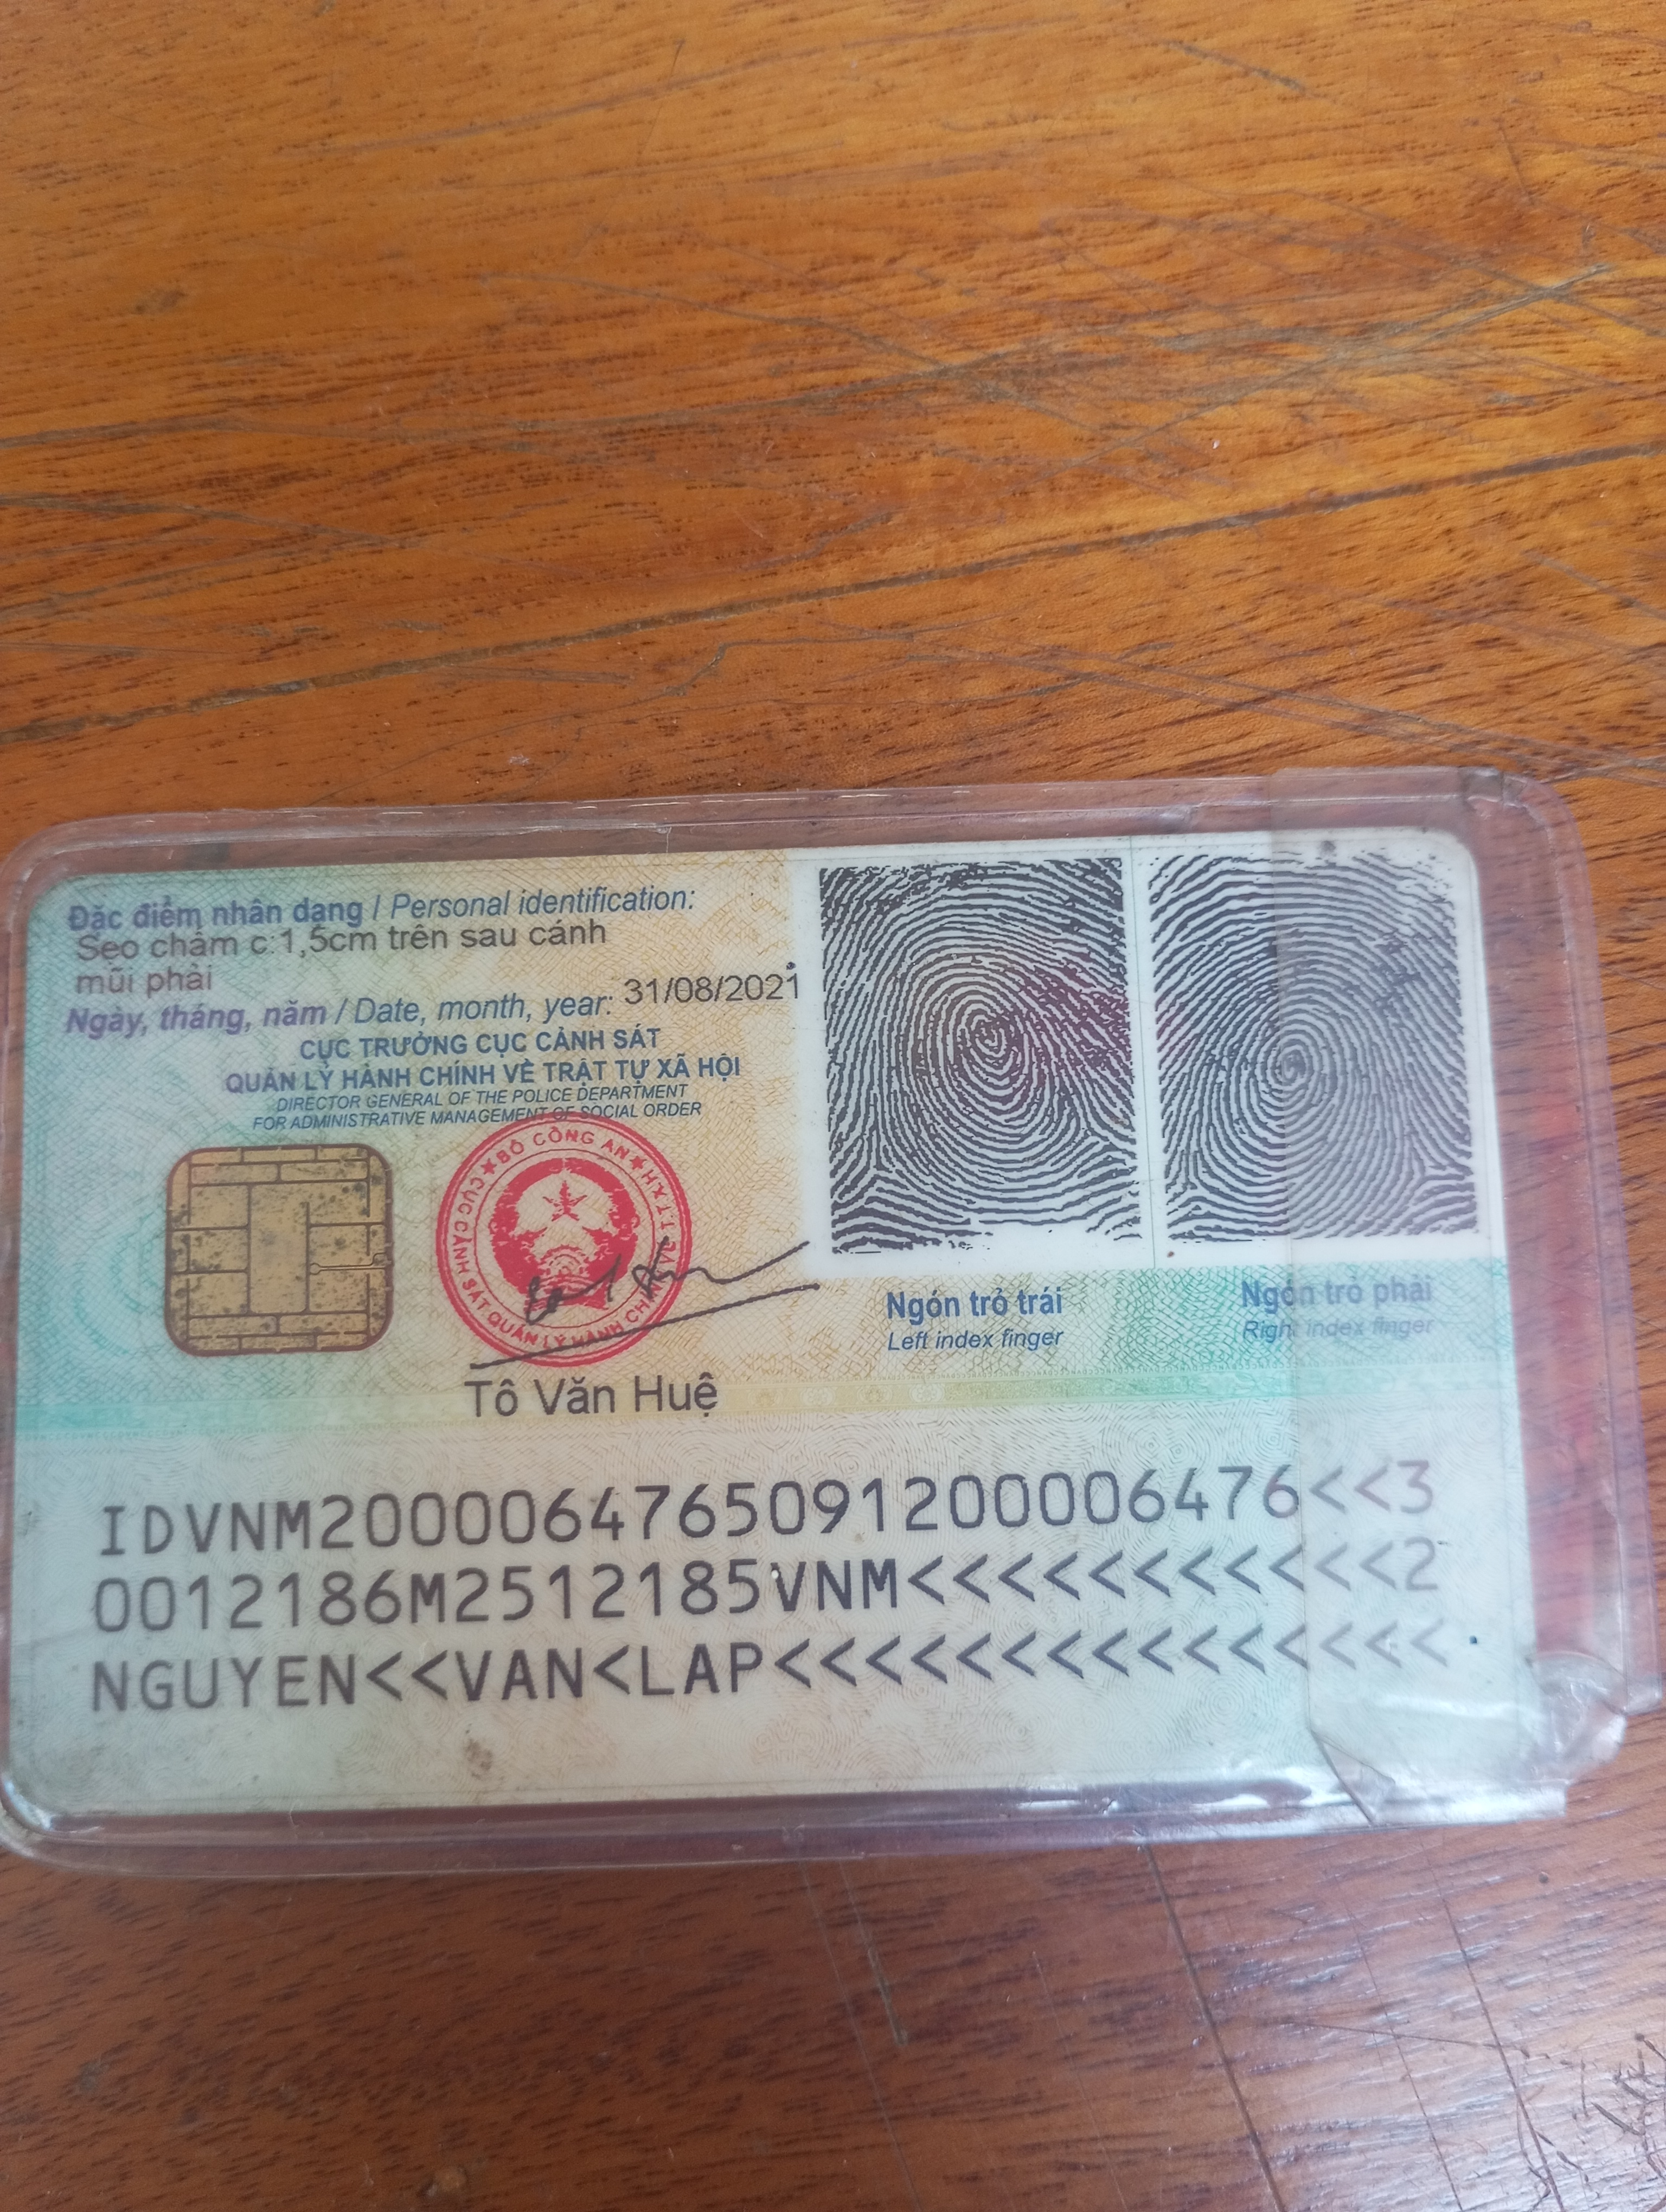 Đặc điểm nhân dạng / Personal identification:
Sẹo chấm c:1,5cm trên sau cánh
mũi phải
Ngày, tháng, năm / Date, month, year: 31/08/2021
CỤC TRƯỞNG CỤC CẢNH SÁT
QUẢN LÝ HÀNH CHÍNH VỀ TRẬT TỰ XÃ HỘI
DIRECTOR GENERAL OF THE POLICE DEPARTMENT
FOR ADMINISTRATIVE MANAGEMENT OF SOCIAL ORDER
BỘ CÔNG AN
CỤC CẢNH SÁT QUẢN LÝ HÀNH CHÍNH
Tô Văn Huệ
Ngón trỏ trái
Left index finger
Ngón trỏ phải
Right index finger
IDVNM2000064765091200006476<<3
0012186M2512185VNM<<<<<<<<<<<2
NGUYEN<<VAN<LAP<<<<<<<<<<<<<<<